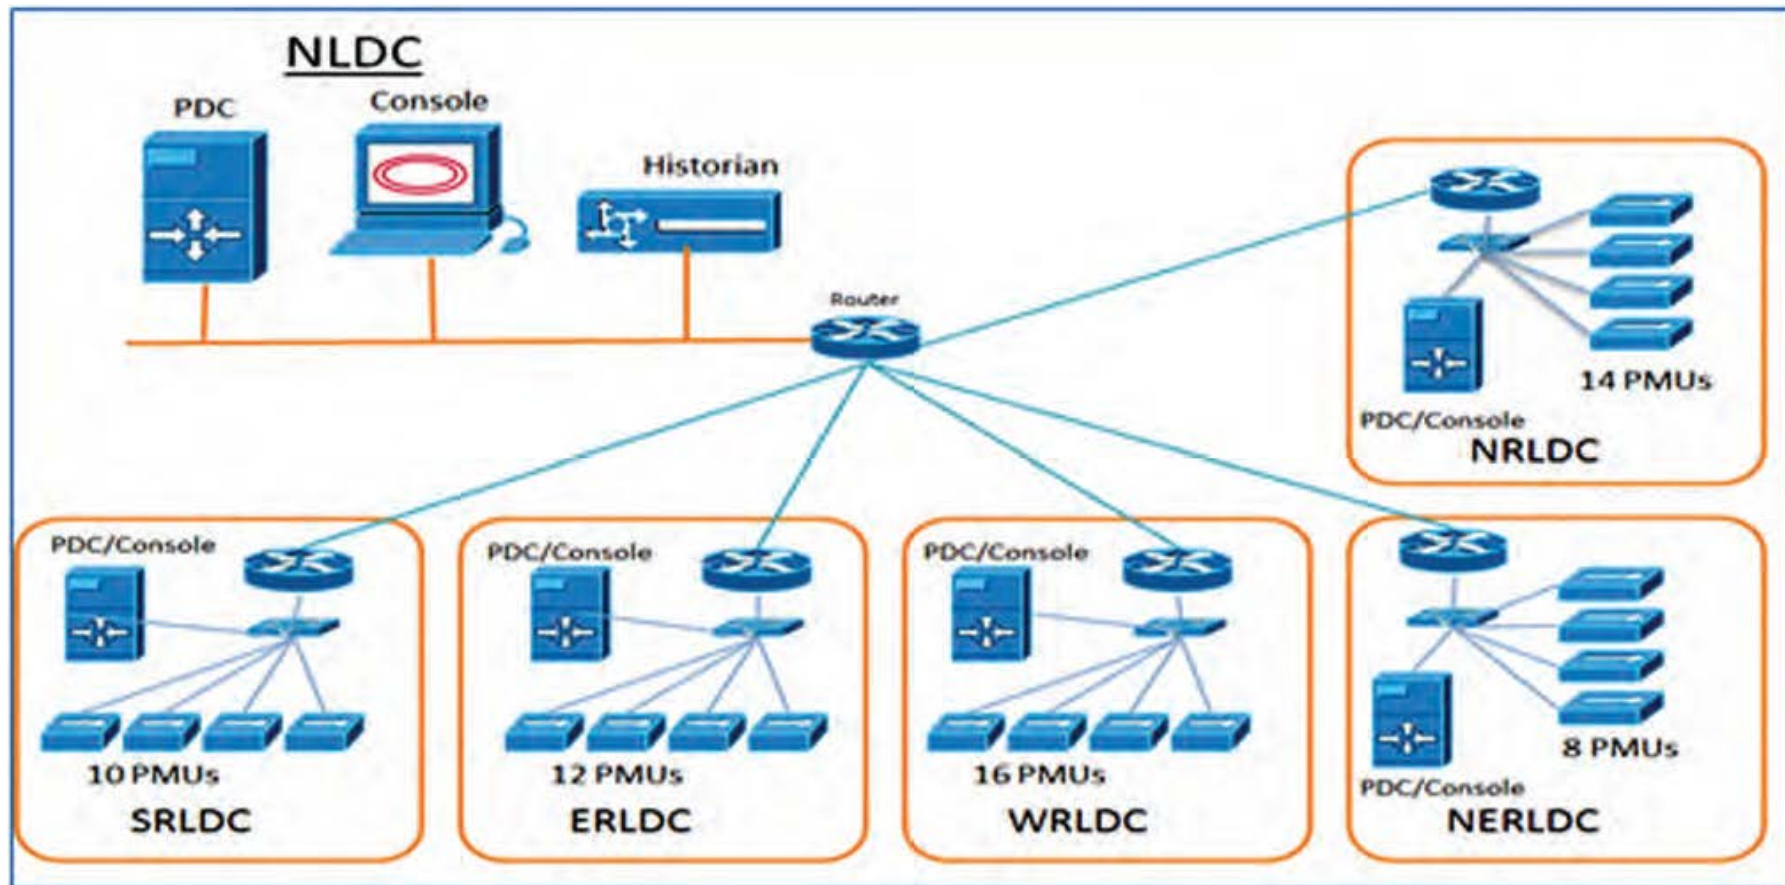 NLDC
PDC
Console
Historian
Router
14 PMUs
PDC/Console
NRLDC
PDC/Console
10 PMUs
SRLDC
PDC/Console
12 PMUs
ERLDC
PDC/Console
16 PMUs
WRLDC
8 PMUs
PDC/Console
NERLDC